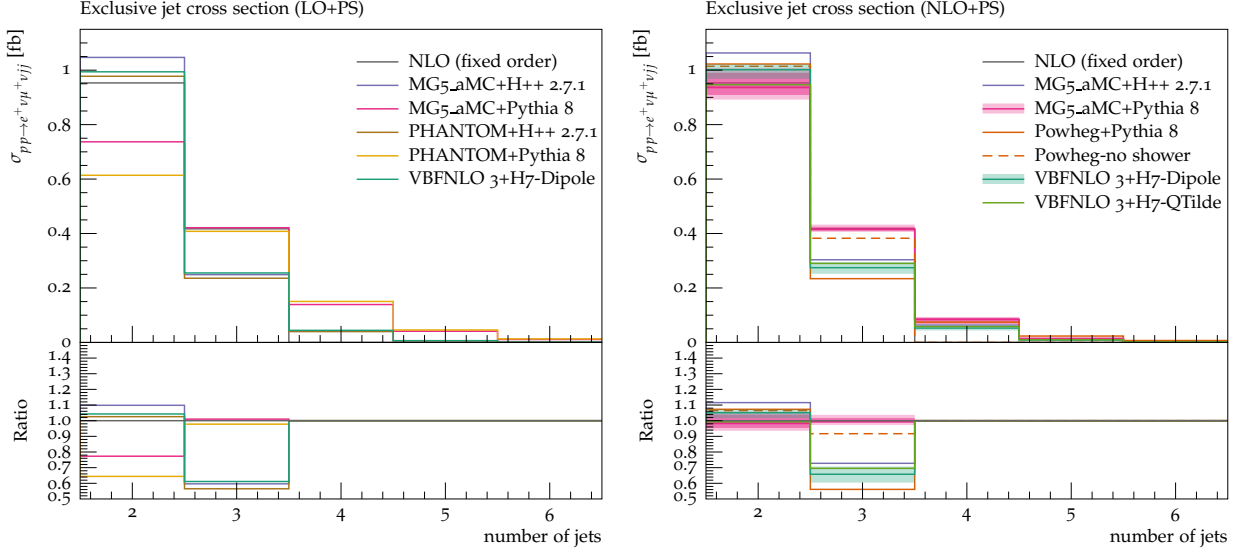 Exclusive jet cross section (LO+PS)
σpp→e⁺νμ⁺νjj [fb]
NLO (fixed order)
MG5_aMC+H++ 2.7.1
MG5_aMC+Pythia 8
PHANTOM+H++ 2.7.1
PHANTOM+Pythia 8
VBFNLO 3+H7-Dipole
1
0.8
0.6
0.4
0.2
0
Ratio
1.4
1.3
1.2
1.1
1.0
0.9
0.8
0.7
0.6
0.5
2 3 4 5 6
number of jets
Exclusive jet cross section (NLO+PS)
σpp→e⁺νμ⁺νjj [fb]
NLO (fixed order)
MG5_aMC+H++ 2.7.1
MG5_aMC+Pythia 8
Powheg+Pythia 8
Powheg-no shower
VBFNLO 3+H7-Dipole
VBFNLO 3+H7-QTilde
1
0.8
0.6
0.4
0.2
0
Ratio
1.4
1.3
1.2
1.1
1.0
0.9
0.8
0.7
0.6
0.5
2 3 4 5 6
number of jets